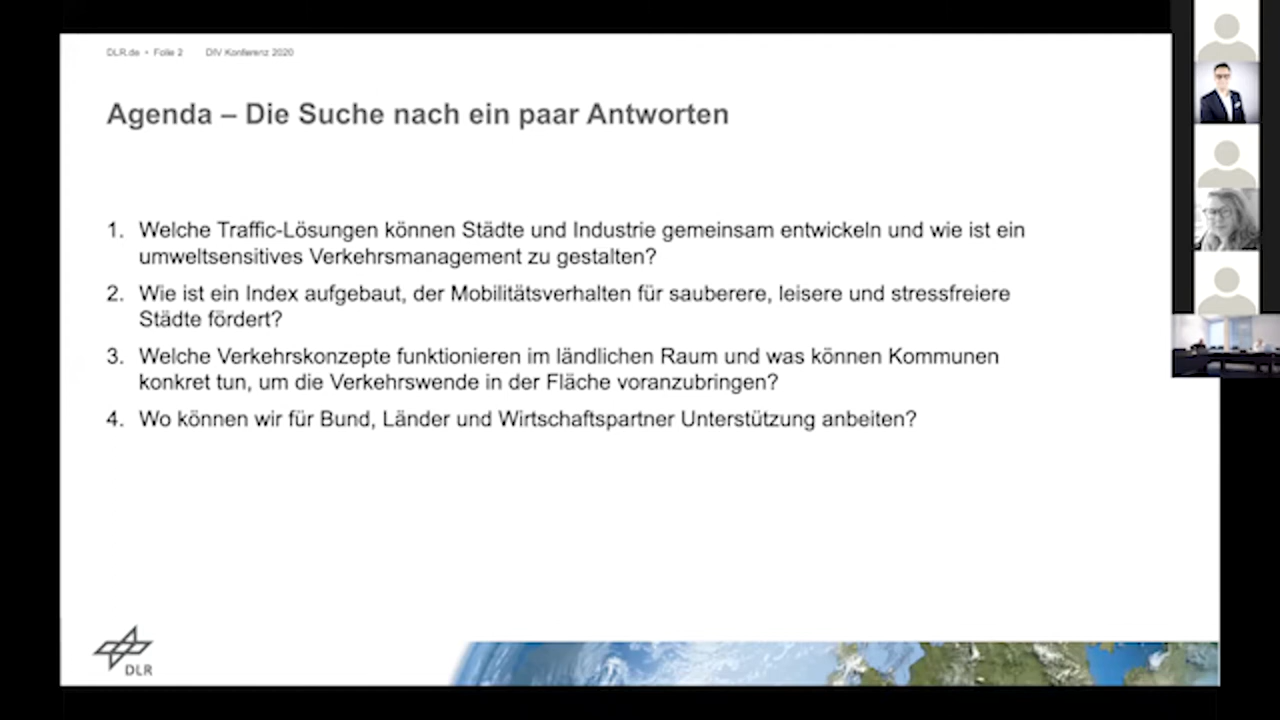 DLR.de • Folie 2 DIV Konferenz 2020
Agenda – Die Suche nach ein paar Antworten
1. Welche Traffic-Lösungen können Städte und Industrie gemeinsam entwickeln und wie ist ein
umweltsensitives Verkehrsmanagement zu gestalten?
2. Wie ist ein Index aufgebaut, der Mobilitätsverhalten für sauberere, leisere und stressfreiere
Städte fördert?
3. Welche Verkehrskonzepte funktionieren im ländlichen Raum und was können Kommunen
konkret tun, um die Verkehrswende in der Fläche voranzubringen?
4. Wo können wir für Bund, Länder und Wirtschaftspartner Unterstützung anbeiten?
DLR